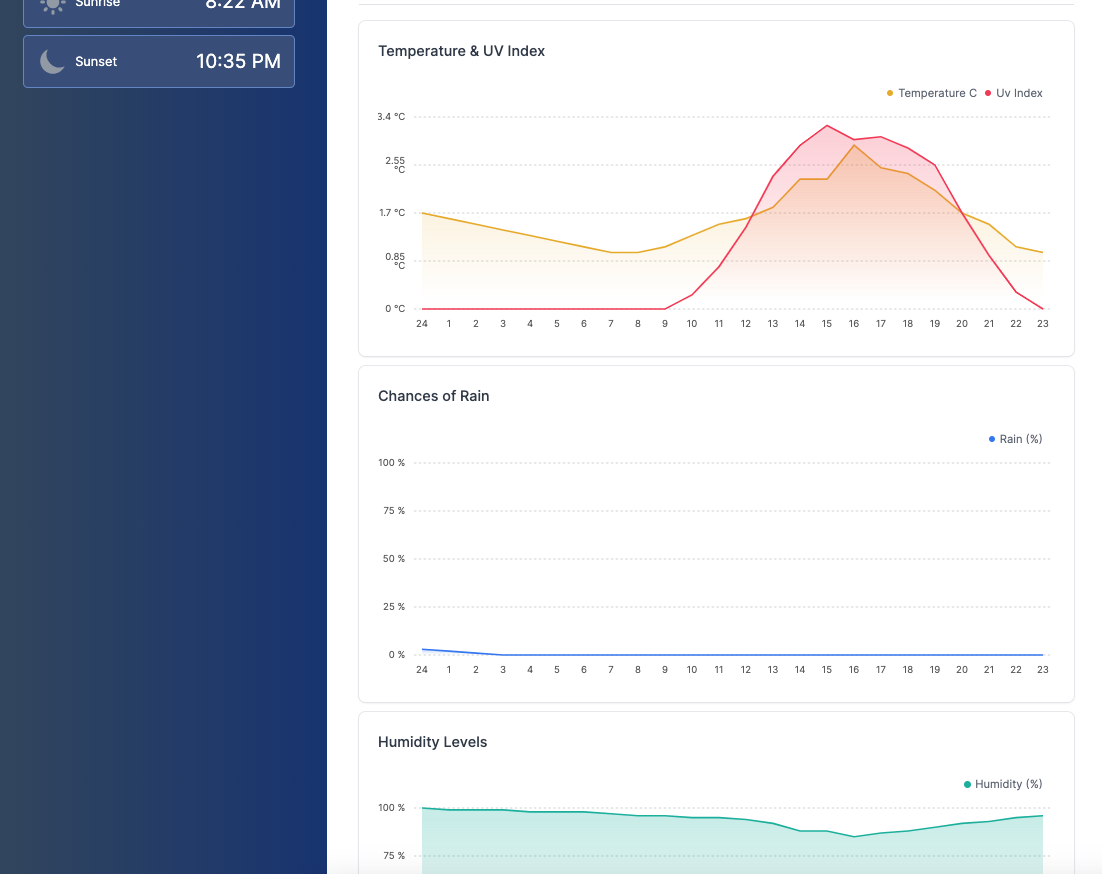 Sunrise 8:22 AM
Sunset 10:35 PM
Temperature & UV Index
Temperature C Uv Index
3.4 °C
2.55
°C
1.7 °C
0.85
°C
0 °C
24 1 2 3 4 5 6 7 8 9 10 11 12 13 14 15 16 17 18 19 20 21 22 23
Chances of Rain
Rain (%)
100 %
75 %
50 %
25 %
0 %
24 1 2 3 4 5 6 7 8 9 10 11 12 13 14 15 16 17 18 19 20 21 22 23
Humidity Levels
Humidity (%)
100 %
75 %